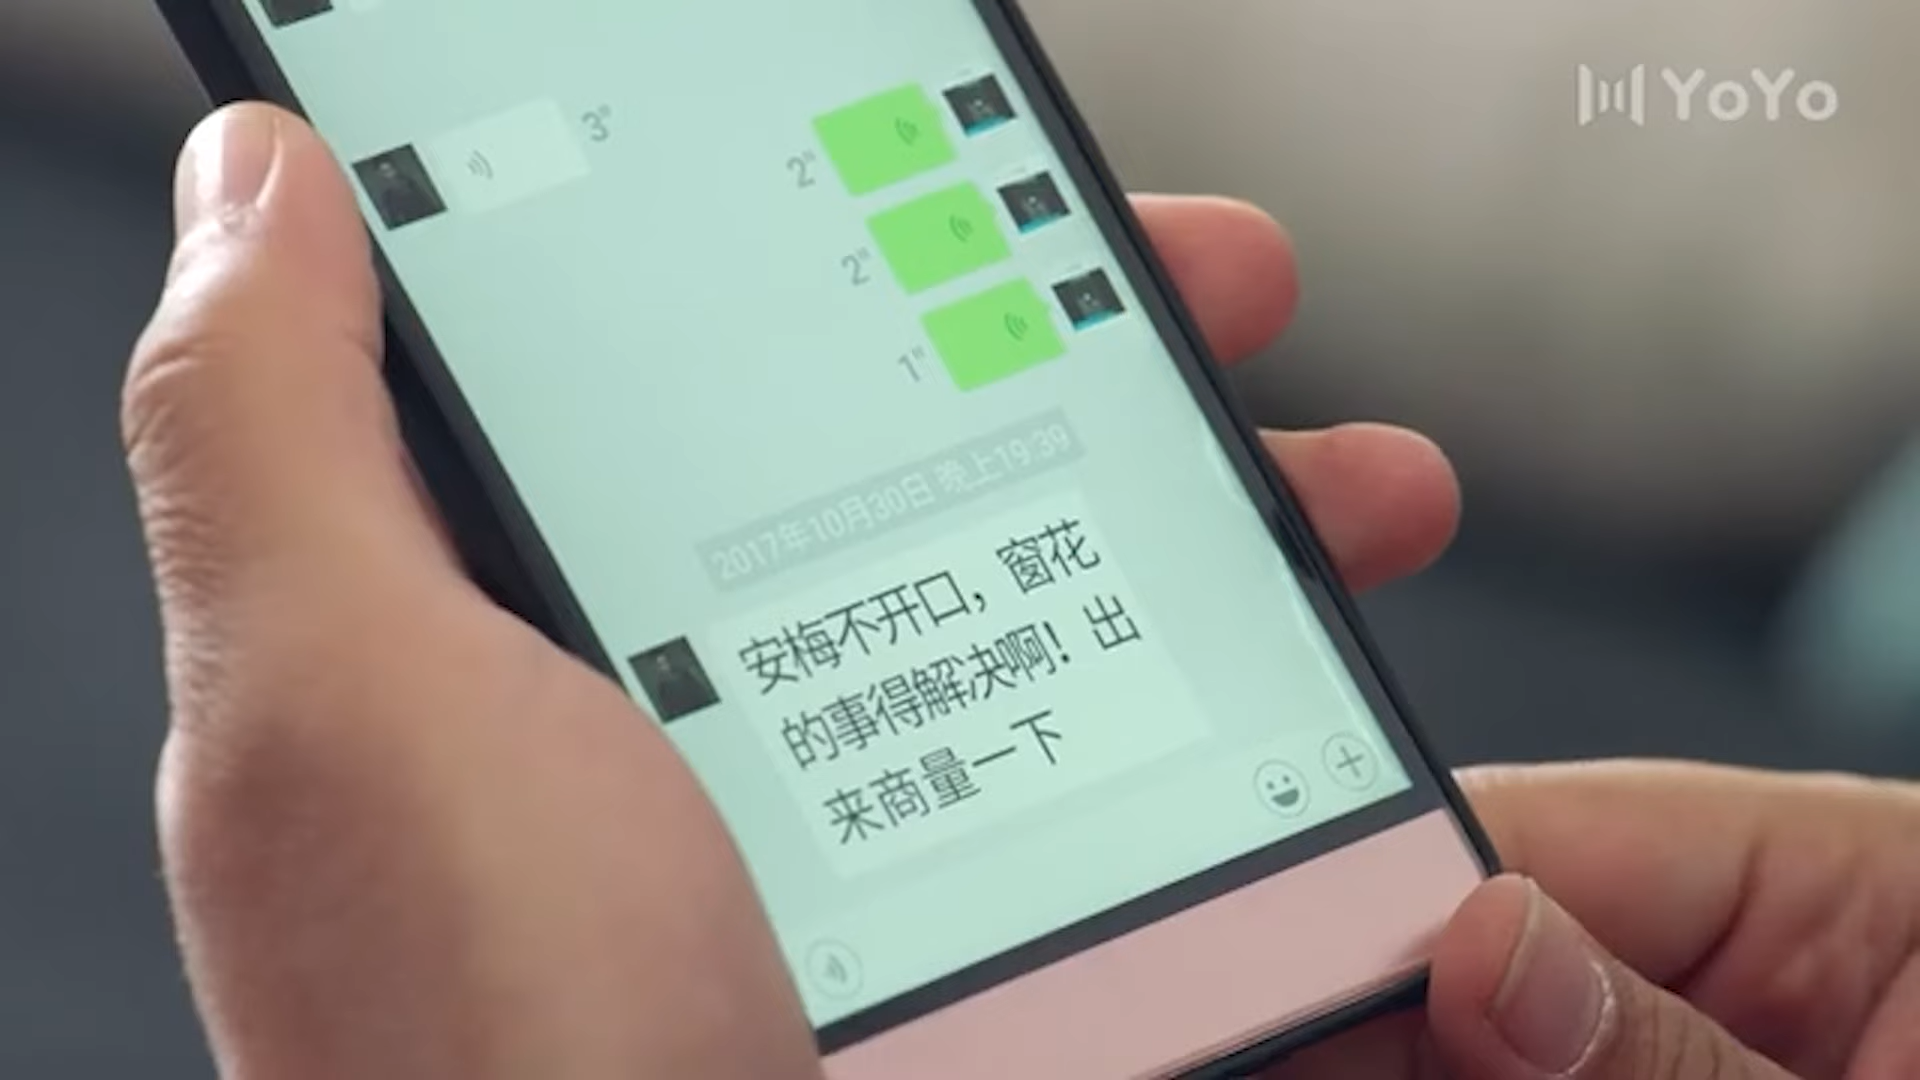 YoYo
3"
2"
2"
1"
2017年10月30日 晚上19:39
安梅不开口，窗花
的事得解决啊！出
来商量一下